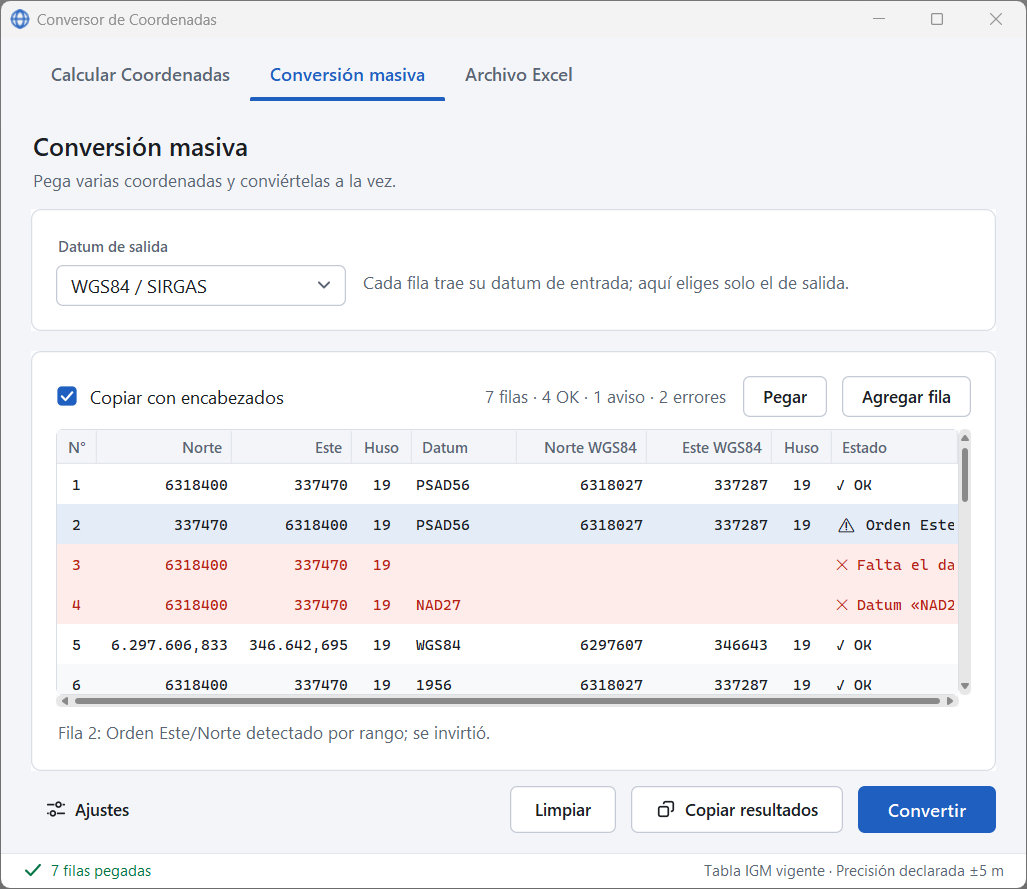 Conversor de Coordenadas
Calcular Coordenadas Conversión masiva Archivo Excel
Conversión masiva
Pega varias coordenadas y conviértelas a la vez.
Datum de salida
WGS84 / SIRGAS Cada fila trae su datum de entrada; aquí eliges solo el de salida.
Copiar con encabezados 7 filas · 4 OK · 1 aviso · 2 errores Pegar Agregar fila
N° Norte Este Huso Datum Norte WGS84 Este WGS84 Huso Estado
1 6318400 337470 19 PSAD56 6318027 337287 19 ✓ OK
2 337470 6318400 19 PSAD56 6318027 337287 19 ⚠ Orden Este
3 6318400 337470 19 ✕ Falta el da
4 6318400 337470 19 NAD27 ✕ Datum «NAD2
5 6.297.606,833 346.642,695 19 WGS84 6297607 346643 19 ✓ OK
6 6318400 337470 19 1956 6318027 337287 19 ✓ OK
Fila 2: Orden Este/Norte detectado por rango; se invirtió.
Ajustes Limpiar Copiar resultados Convertir
7 filas pegadas Tabla IGM vigente · Precisión declarada ±5 m